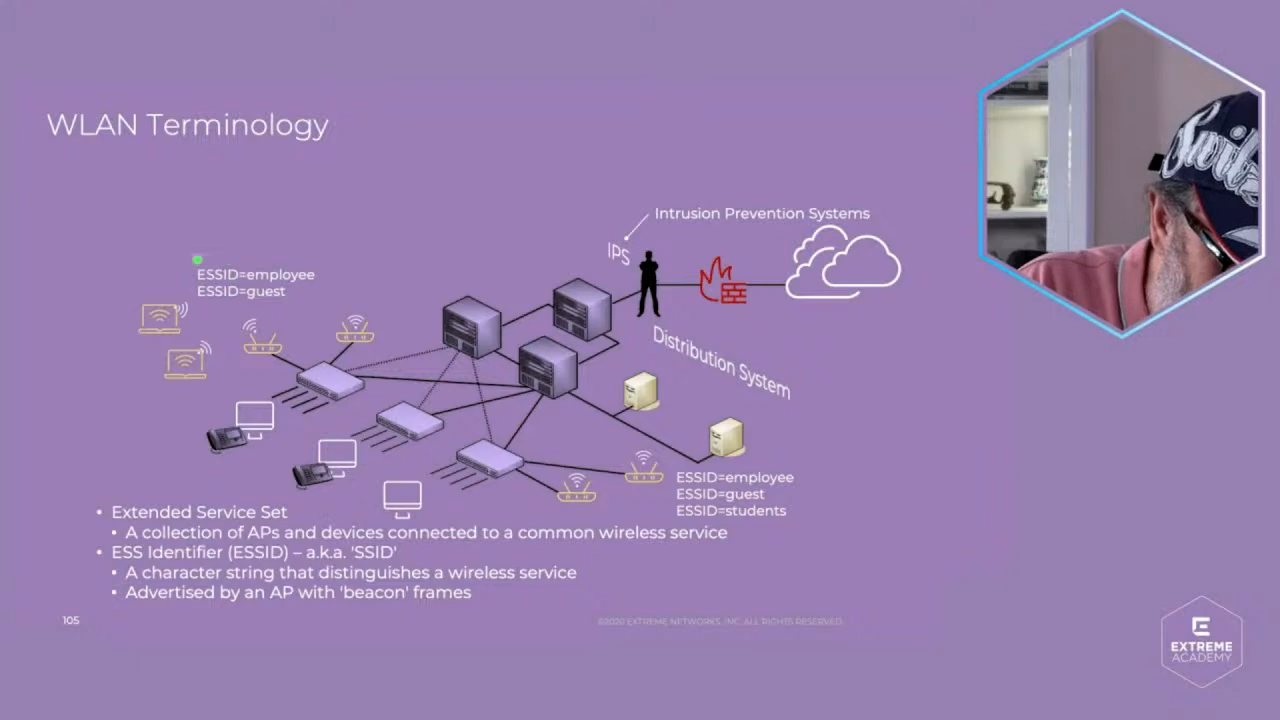 WLAN Terminology
Intrusion Prevention Systems
IPS
ESSID=employee
ESSID=guest
Distribution System
ESSID=employee
ESSID=guest
ESSID=students
• Extended Service Set
• A collection of APs and devices connected to a common wireless service
• ESS Identifier (ESSID) – a.k.a. 'SSID'
• A character string that distinguishes a wireless service
• Advertised by an AP with 'beacon' frames
105
©2020 EXTREME NETWORKS, INC. ALL RIGHTS RESERVED.
EXTREME
ACADEMY